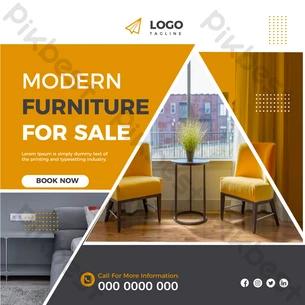 LOGO
TAGLINE
MODERN
FURNITURE
FOR SALE
Lorem Ipsum is simply dummy text of
the printing and typesetting industry
BOOK NOW
Call For More Information
000 0000 000